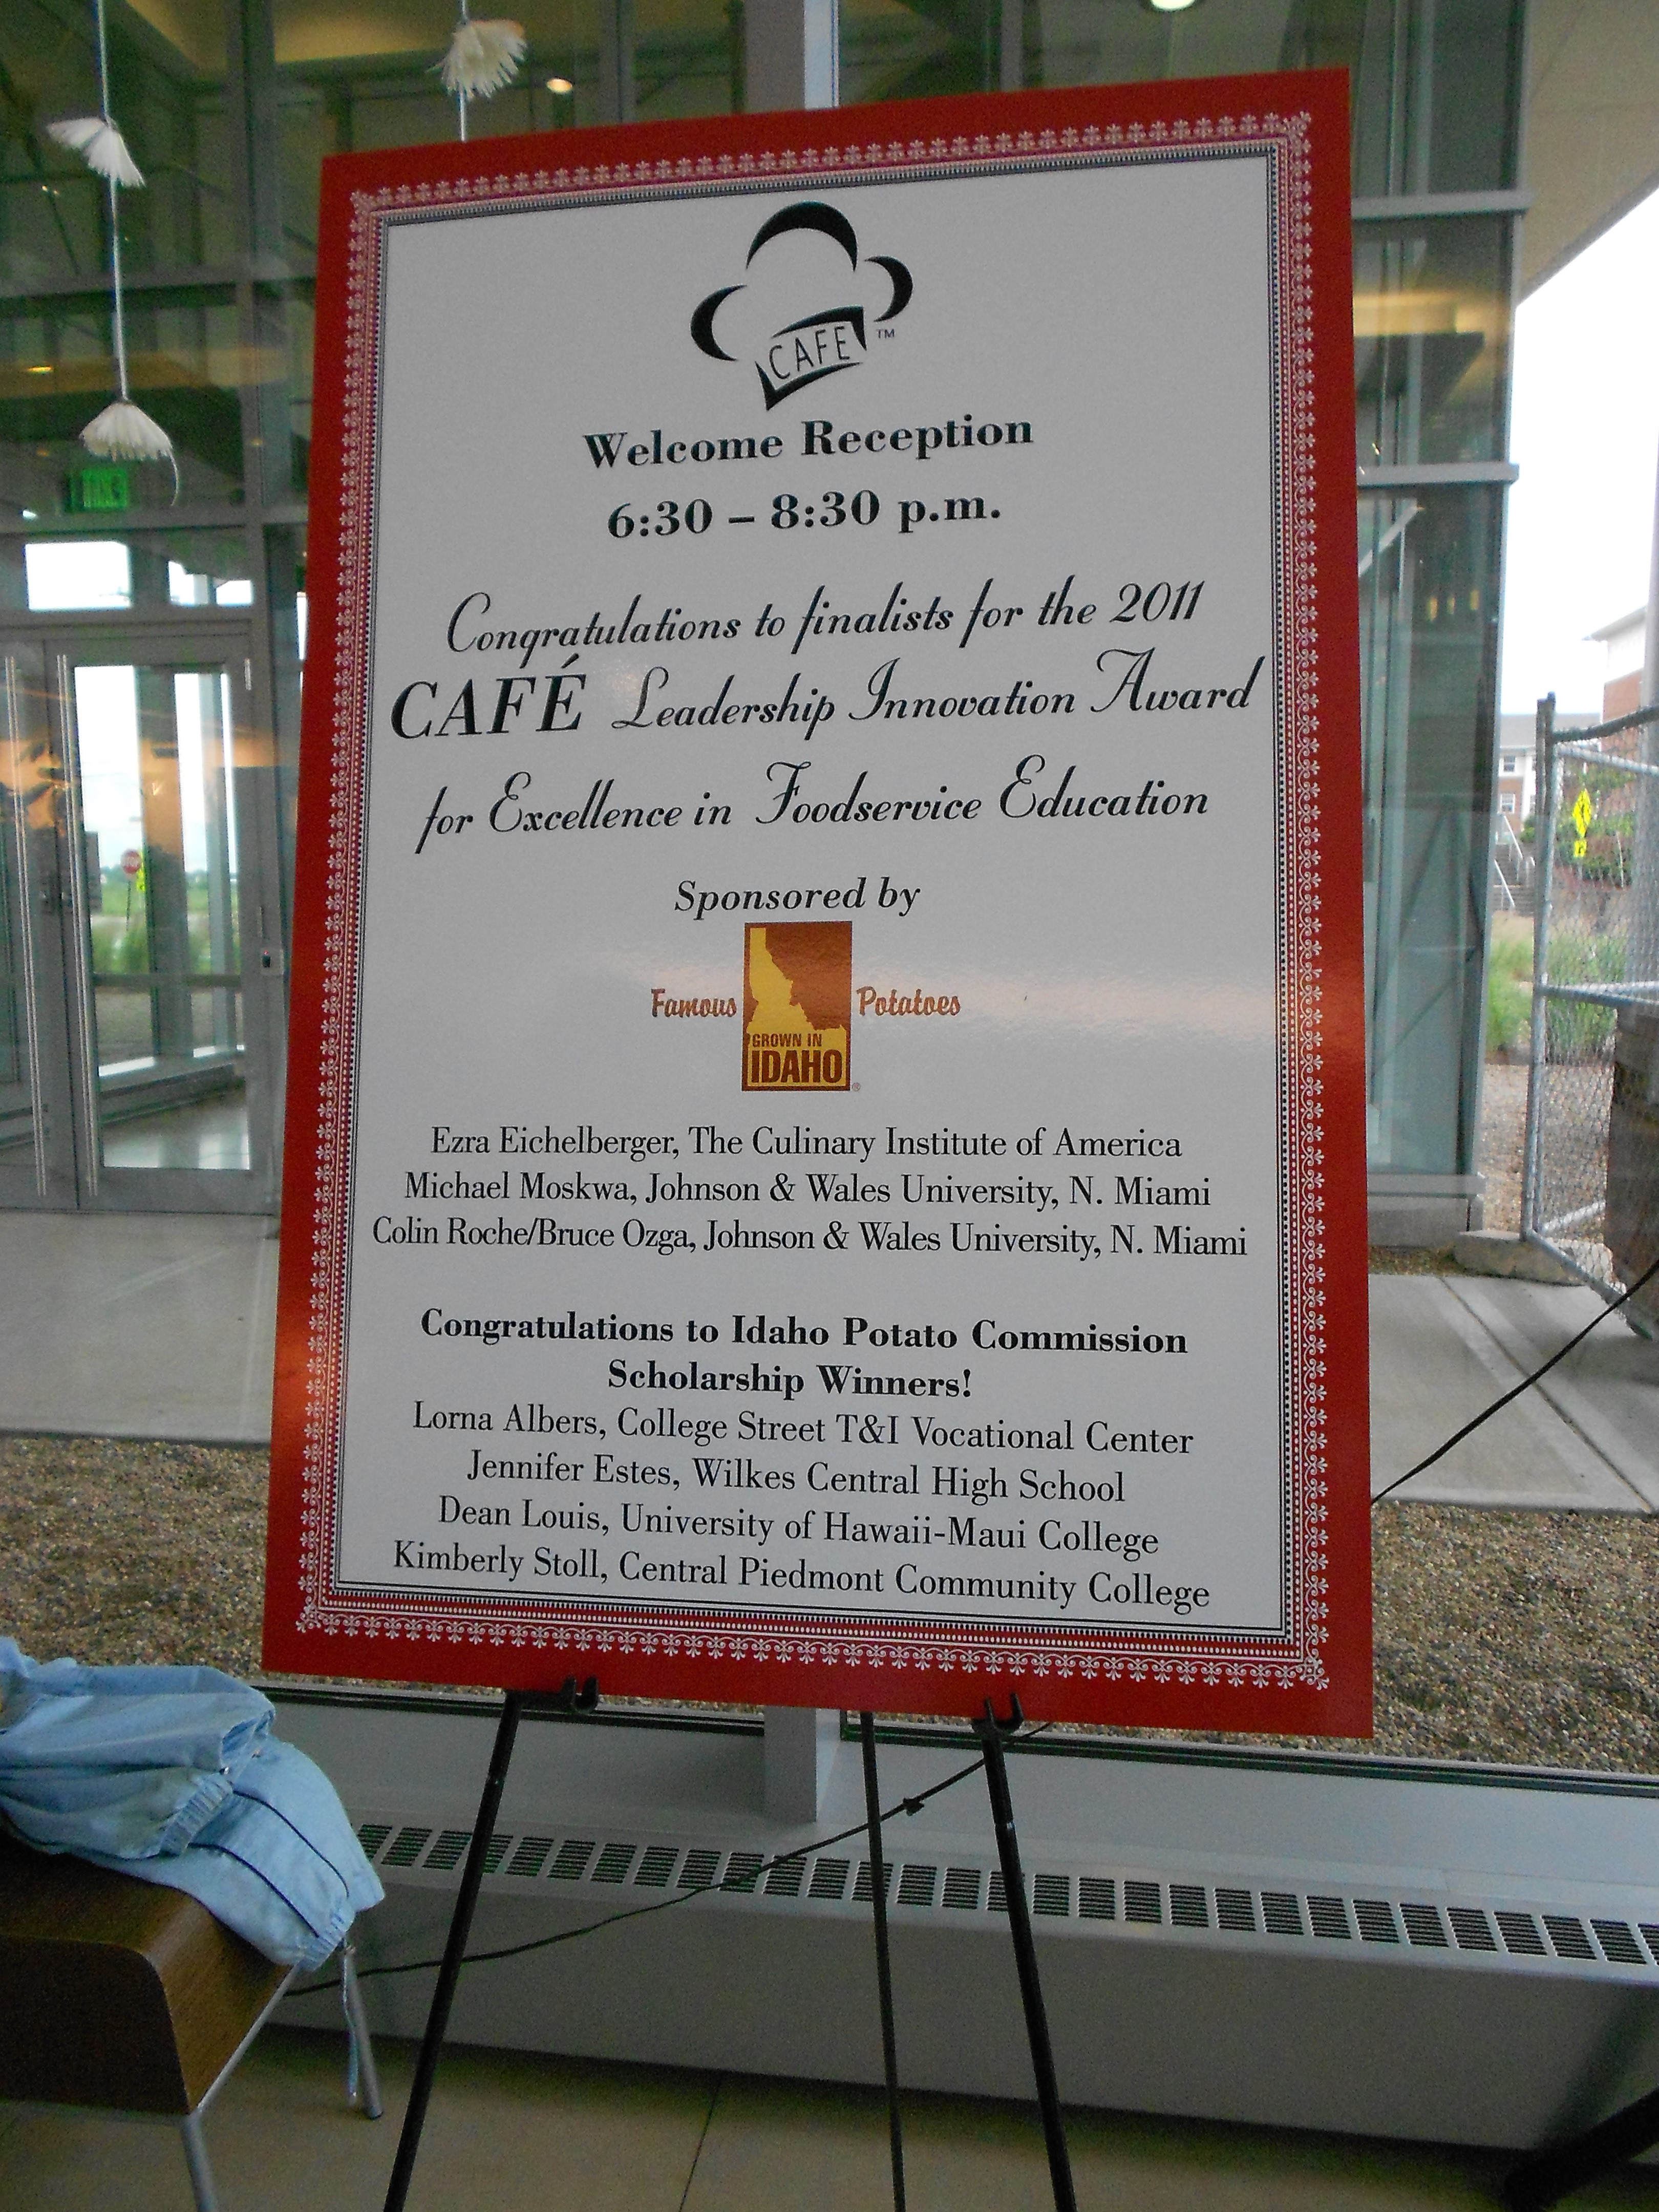 CAFE™
Welcome Reception
6:30 – 8:30 p.m.
Congratulations to finalists for the 2011
CAFÉ Leadership Innovation Award
for Excellence in Foodservice Education
Sponsored by
Famous Potatoes
GROWN IN
IDAHO®
Ezra Eichelberger, The Culinary Institute of America
Michael Moskwa, Johnson & Wales University, N. Miami
Colin Roche/Bruce Ozga, Johnson & Wales University, N. Miami
Congratulations to Idaho Potato Commission
Scholarship Winners!
Lorna Albers, College Street T&I Vocational Center
Jennifer Estes, Wilkes Central High School
Dean Louis, University of Hawaii-Maui College
Kimberly Stoll, Central Piedmont Community College